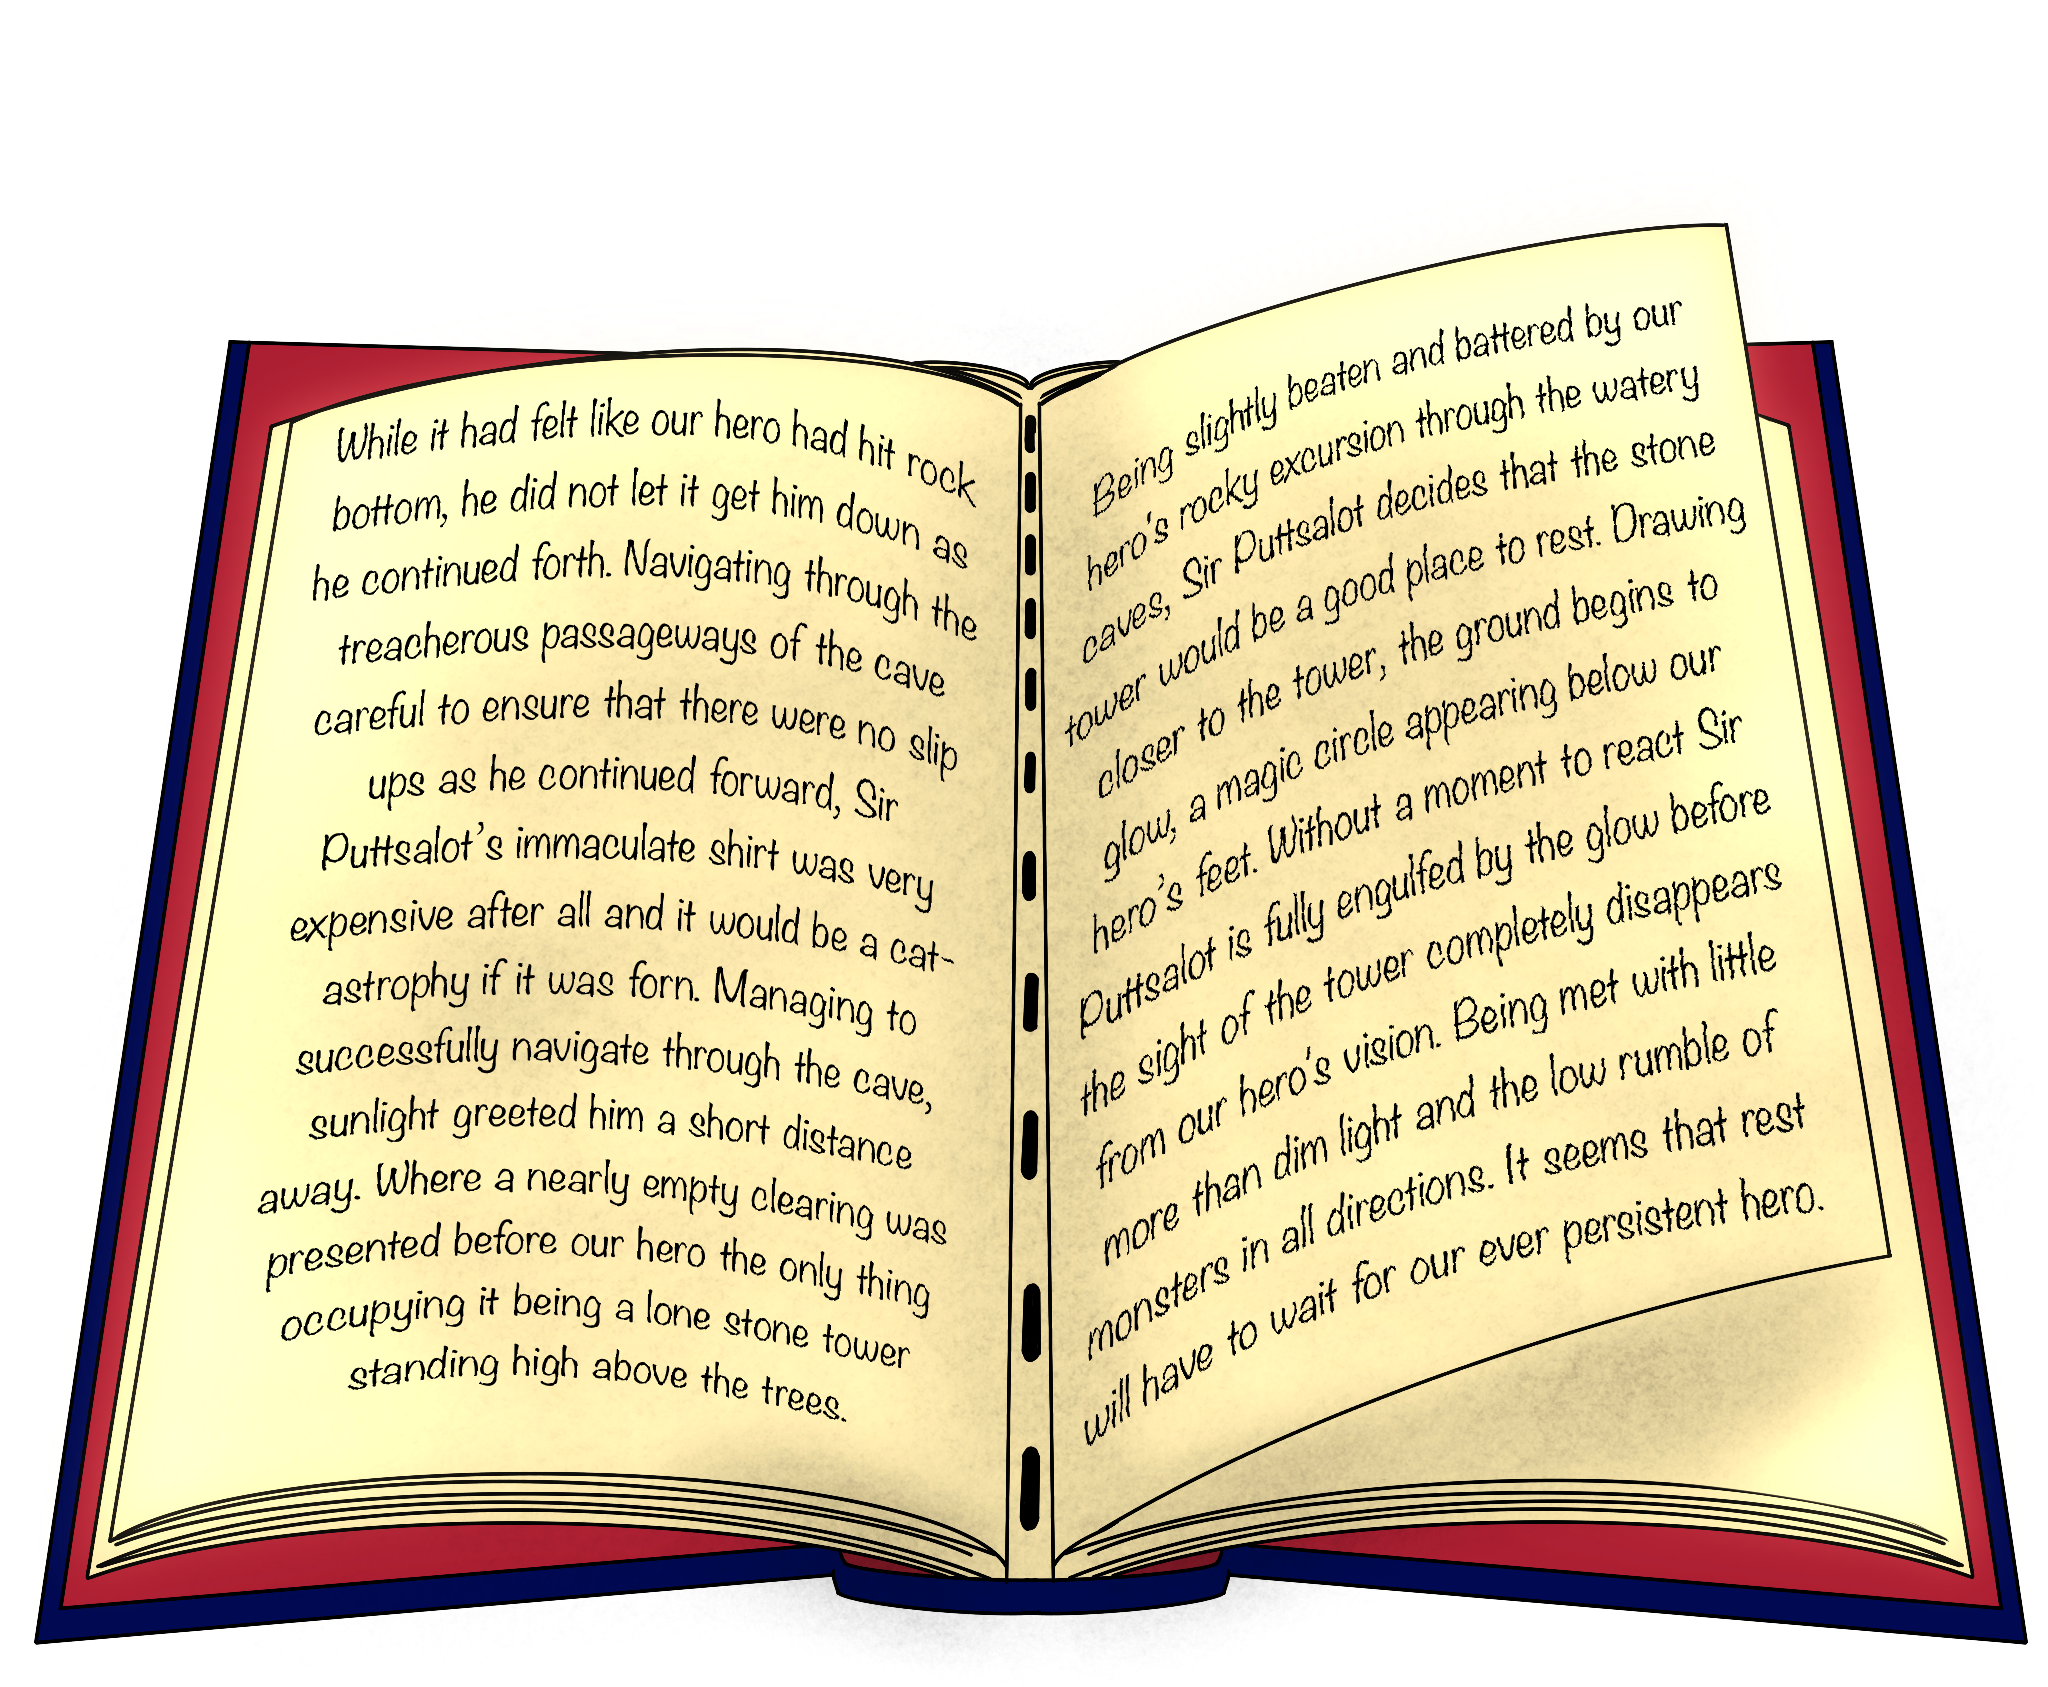 While it had felt like our hero had hit rock
bottom, he did not let it get him down as
he continued forth. Navigating through the
treacherous passageways of the cave
careful to ensure that there were no slip
ups as he continued forward, Sir
Puttsalot's immaculate shirt was very
expensive after all and it would be a cat-
astrophy if it was forn. Managing to
successfully navigate through the cave,
sunlight greeted him a short distance
away. Where a nearly empty clearing was
presented before our hero the only thing
occupying it being a lone stone tower
standing high above the trees.
Being slightly beaten and battered by our
hero's rocky excursion through the watery
caves, Sir Puttsalot decides that the stone
tower would be a good place to rest. Drawing
closer to the tower, the ground begins to
glow, a magic circle appearing below our
hero's feet. Without a moment to react Sir
Puttsalot is fully engulfed by the glow before
the sight of the tower completely disappears
from our hero's vision. Being met with little
more than dim light and the low rumble of
monsters in all directions. It seems that rest
will have to wait for our ever persistent hero.